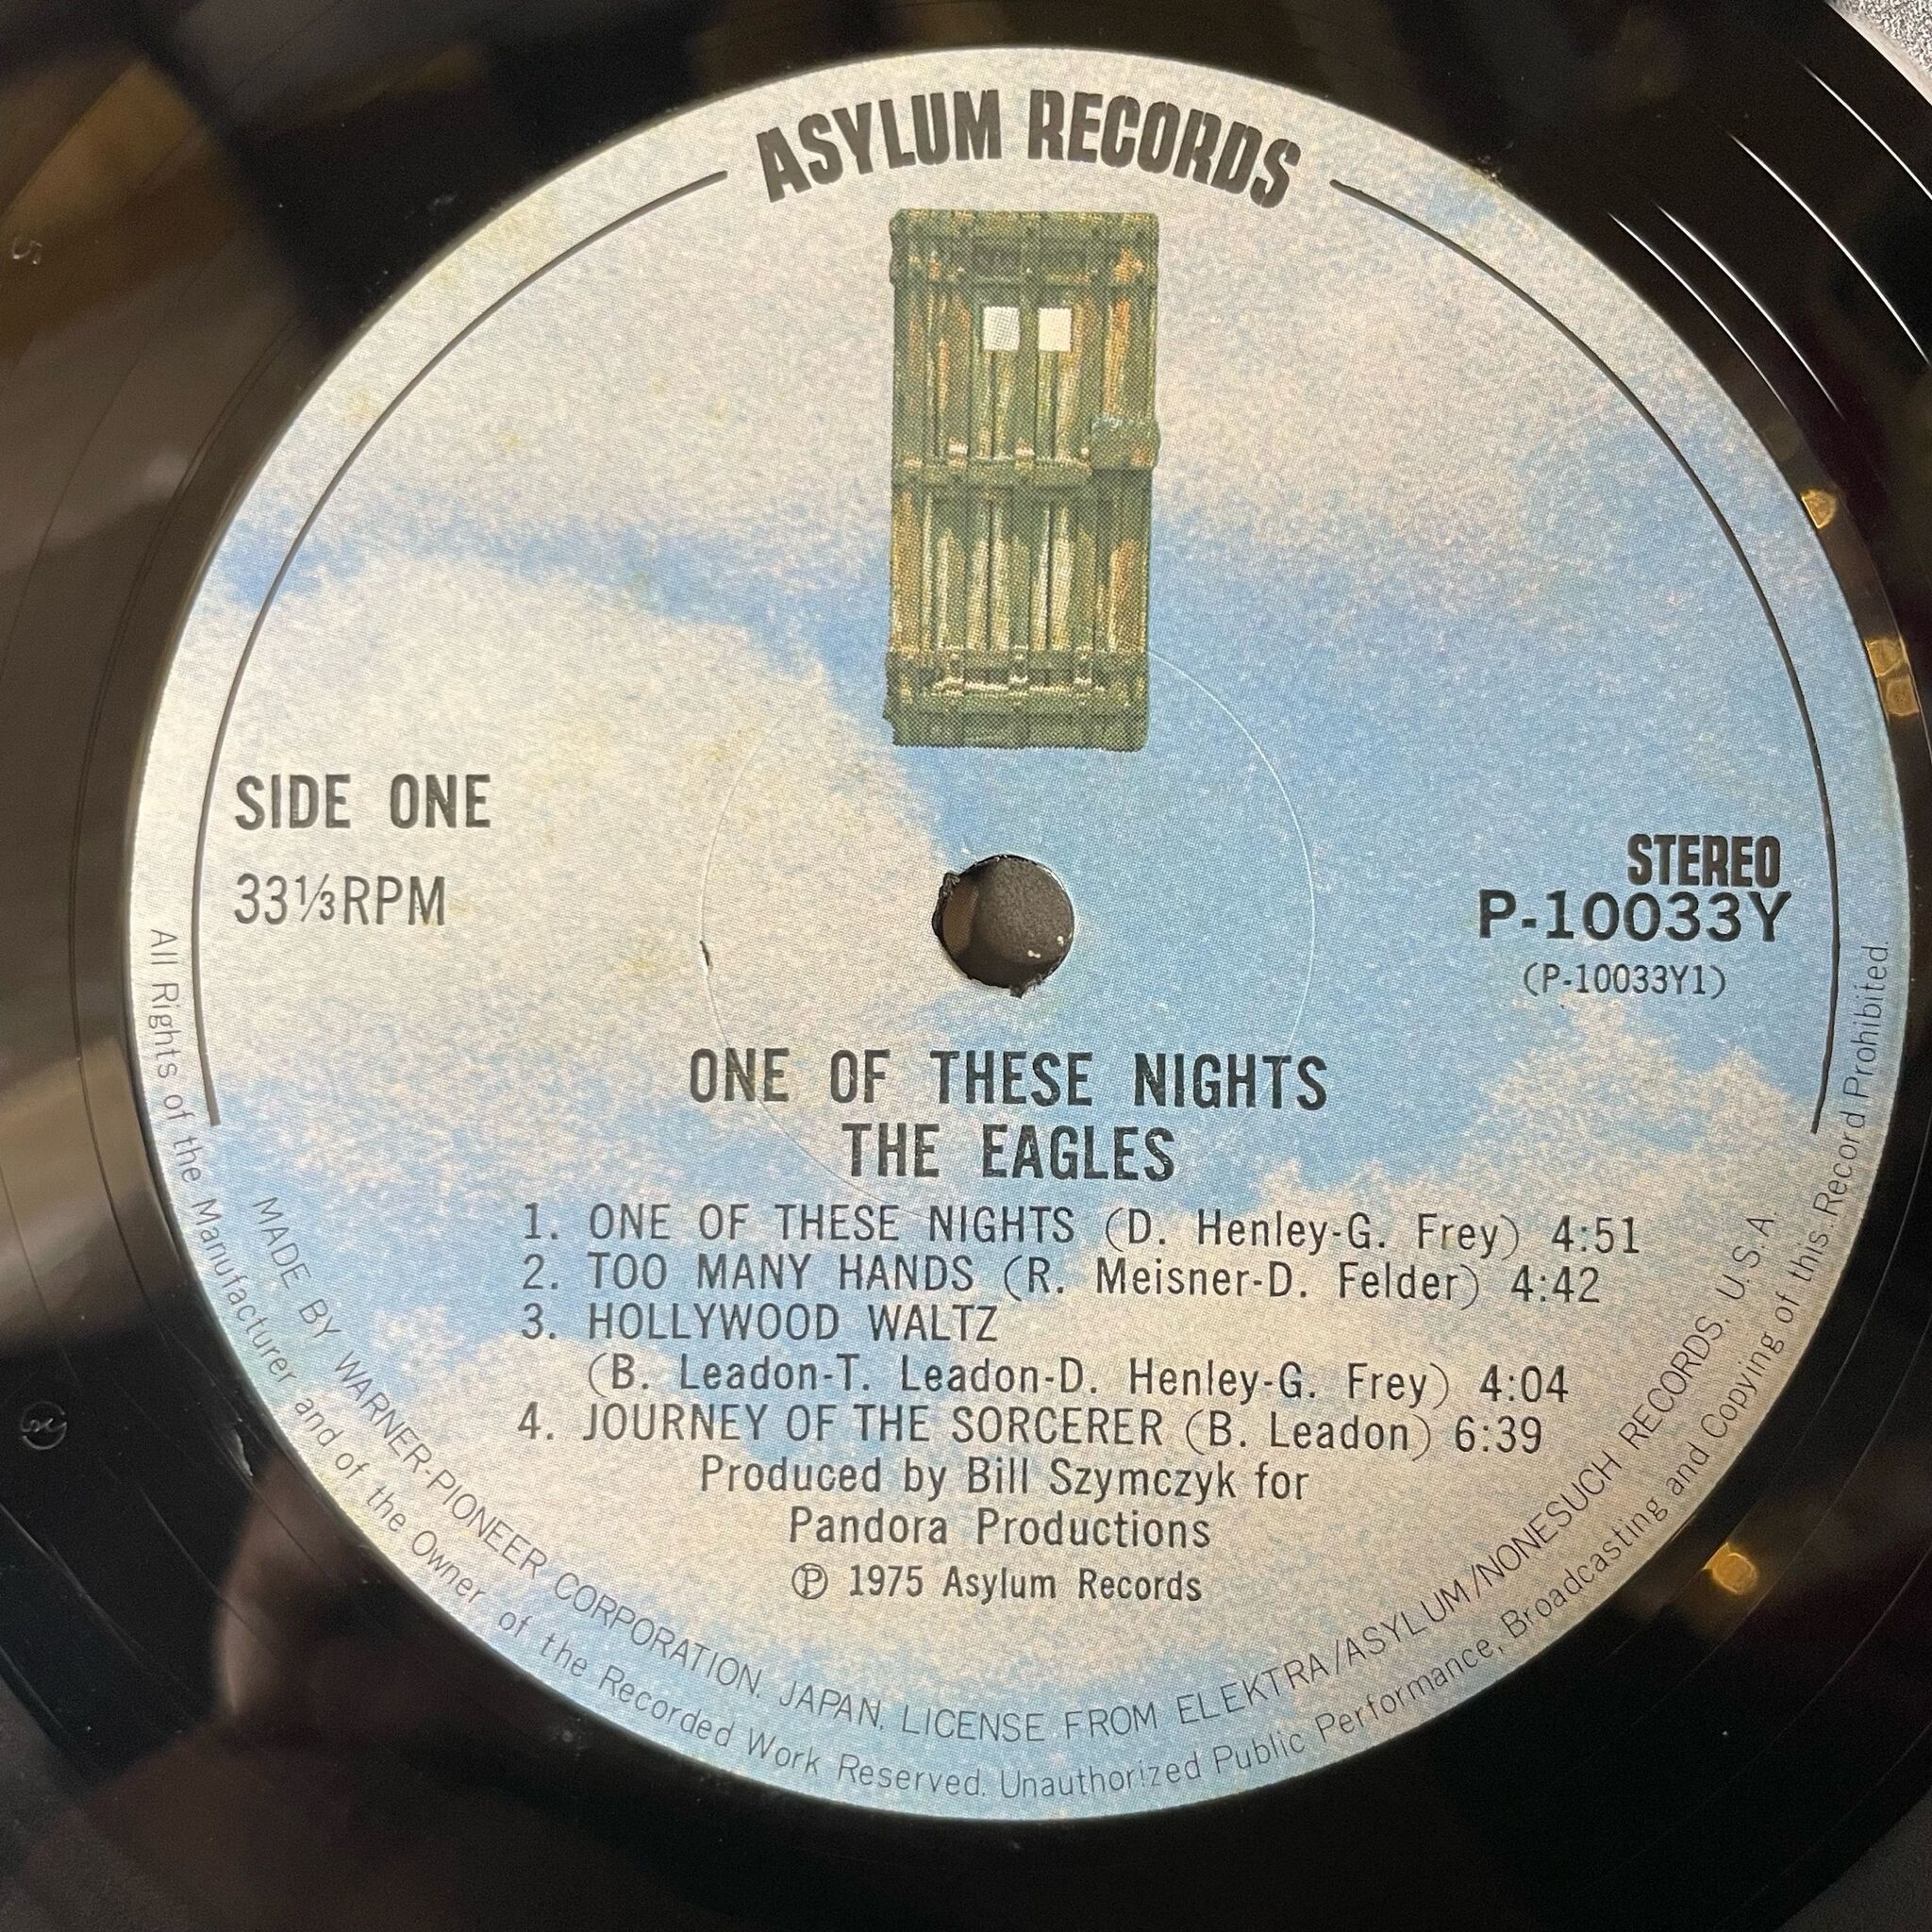 ASYLUM RECORDS
SIDE ONE
33⅓RPM
STEREO
P-10033Y
(P-10033Y1)
ONE OF THESE NIGHTS
THE EAGLES
1. ONE OF THESE NIGHTS (D. Henley-G. Frey) 4:51
2. TOO MANY HANDS (R. Meisner-D. Felder) 4:42
3. HOLLYWOOD WALTZ
(B. Leadon-T. Leadon-D. Henley-G. Frey) 4:04
4. JOURNEY OF THE SORCERER (B. Leadon) 6:39
Produced by Bill Szymczyk for
Pandora Productions
℗ 1975 Asylum Records
MADE BY WARNER-PIONEER CORPORATION. JAPAN. LICENSE FROM ELEKTRA/ASYLUM/NONESUCH RECORDS, U.S.A.
All Rights of the Manufacturer and of the Owner of the Recorded Work Reserved. Unauthorized Public Performance, Broadcasting and Copying of this Record Prohibited.